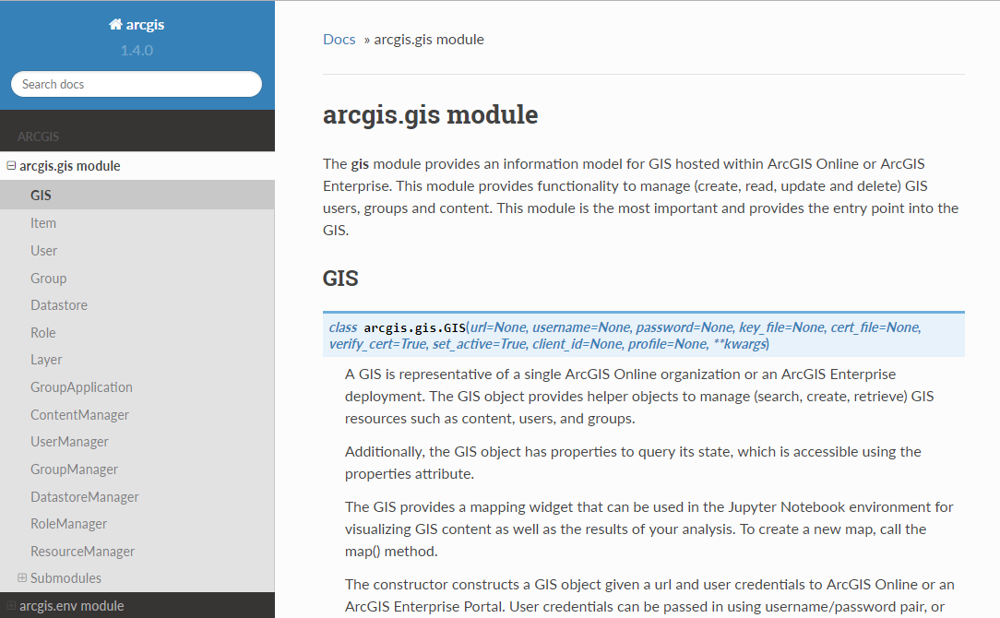 arcgis
1.4.0
Search docs
ARCGIS
arcgis.gis module
GIS
Item
User
Group
Datastore
Role
Layer
GroupApplication
ContentManager
UserManager
GroupManager
DatastoreManager
RoleManager
ResourceManager
Submodules
arcgis.env module
Docs » arcgis.gis module
arcgis.gis module
The gis module provides an information model for GIS hosted within ArcGIS Online or ArcGIS
Enterprise. This module provides functionality to manage (create, read, update and delete) GIS
users, groups and content. This module is the most important and provides the entry point into the
GIS.
GIS
class arcgis.gis.GIS(url=None, username=None, password=None, key_file=None, cert_file=None,
verify_cert=True, set_active=True, client_id=None, profile=None, **kwargs)
A GIS is representative of a single ArcGIS Online organization or an ArcGIS Enterprise
deployment. The GIS object provides helper objects to manage (search, create, retrieve) GIS
resources such as content, users, and groups.
Additionally, the GIS object has properties to query its state, which is accessible using the
properties attribute.
The GIS provides a mapping widget that can be used in the Jupyter Notebook environment for
visualizing GIS content as well as the results of your analysis. To create a new map, call the
map() method.
The constructor constructs a GIS object given a url and user credentials to ArcGIS Online or an
ArcGIS Enterprise Portal. User credentials can be passed in using username/password pair, or